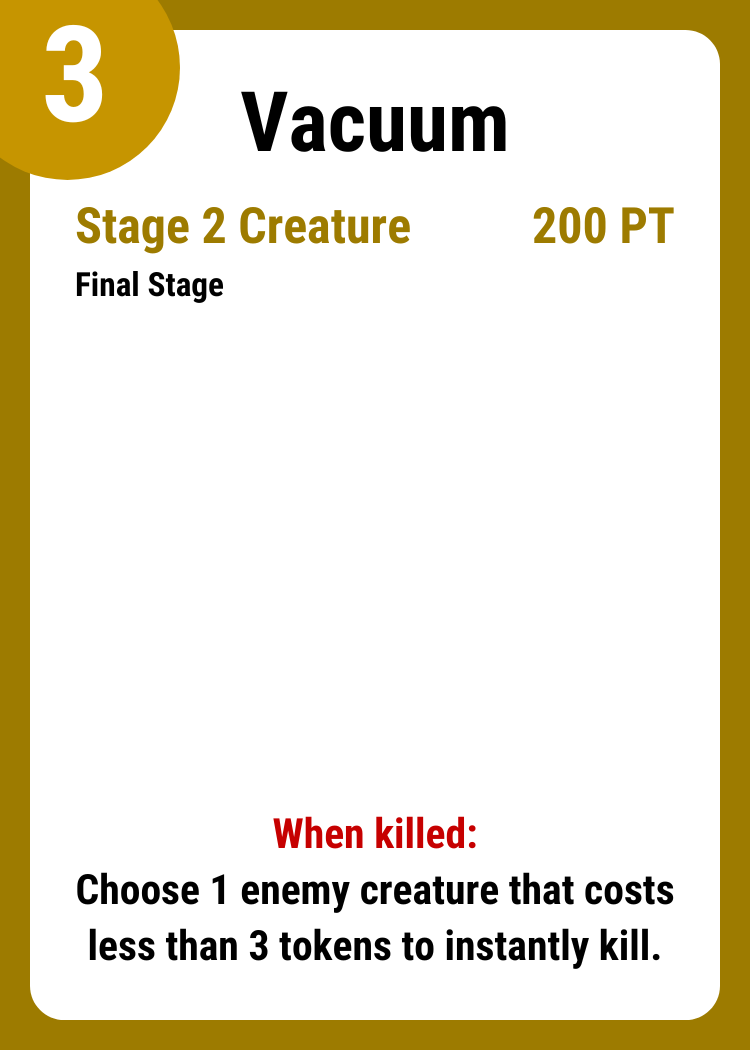 3
Vacuum
Stage 2 Creature 200 PT
Final Stage
When killed:
Choose 1 enemy creature that costs
less than 3 tokens to instantly kill.